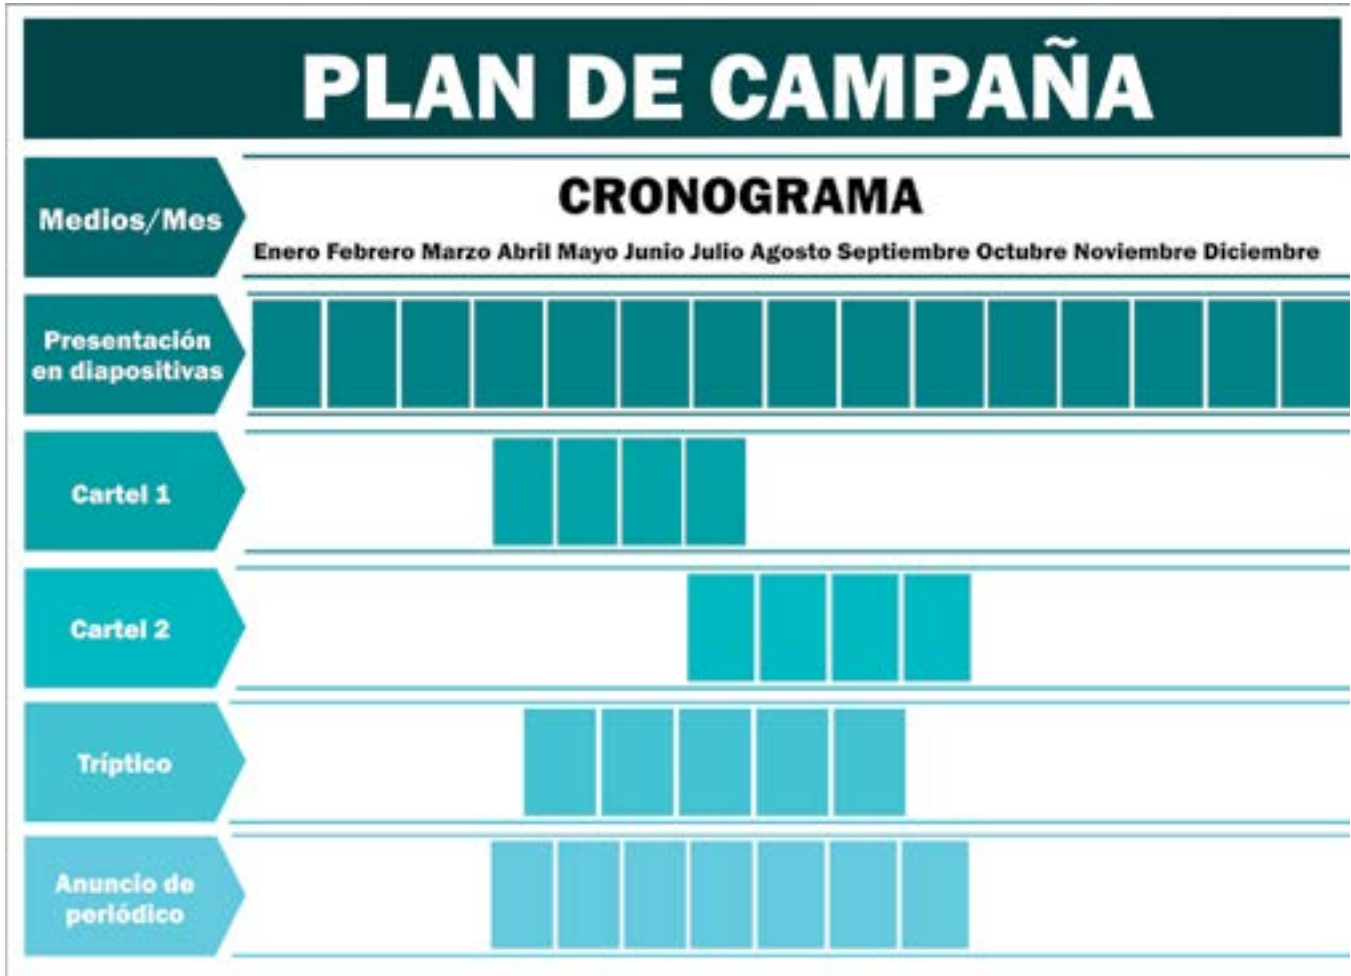 PLAN DE CAMPAÑA
Medios/Mes
CRONOGRAMA
Enero Febrero Marzo Abril Mayo Junio Julio Agosto Septiembre Octubre Noviembre Diciembre
Presentación
en diapositivas
Cartel 1
Cartel 2
Tríptico
Anuncio de
periódico